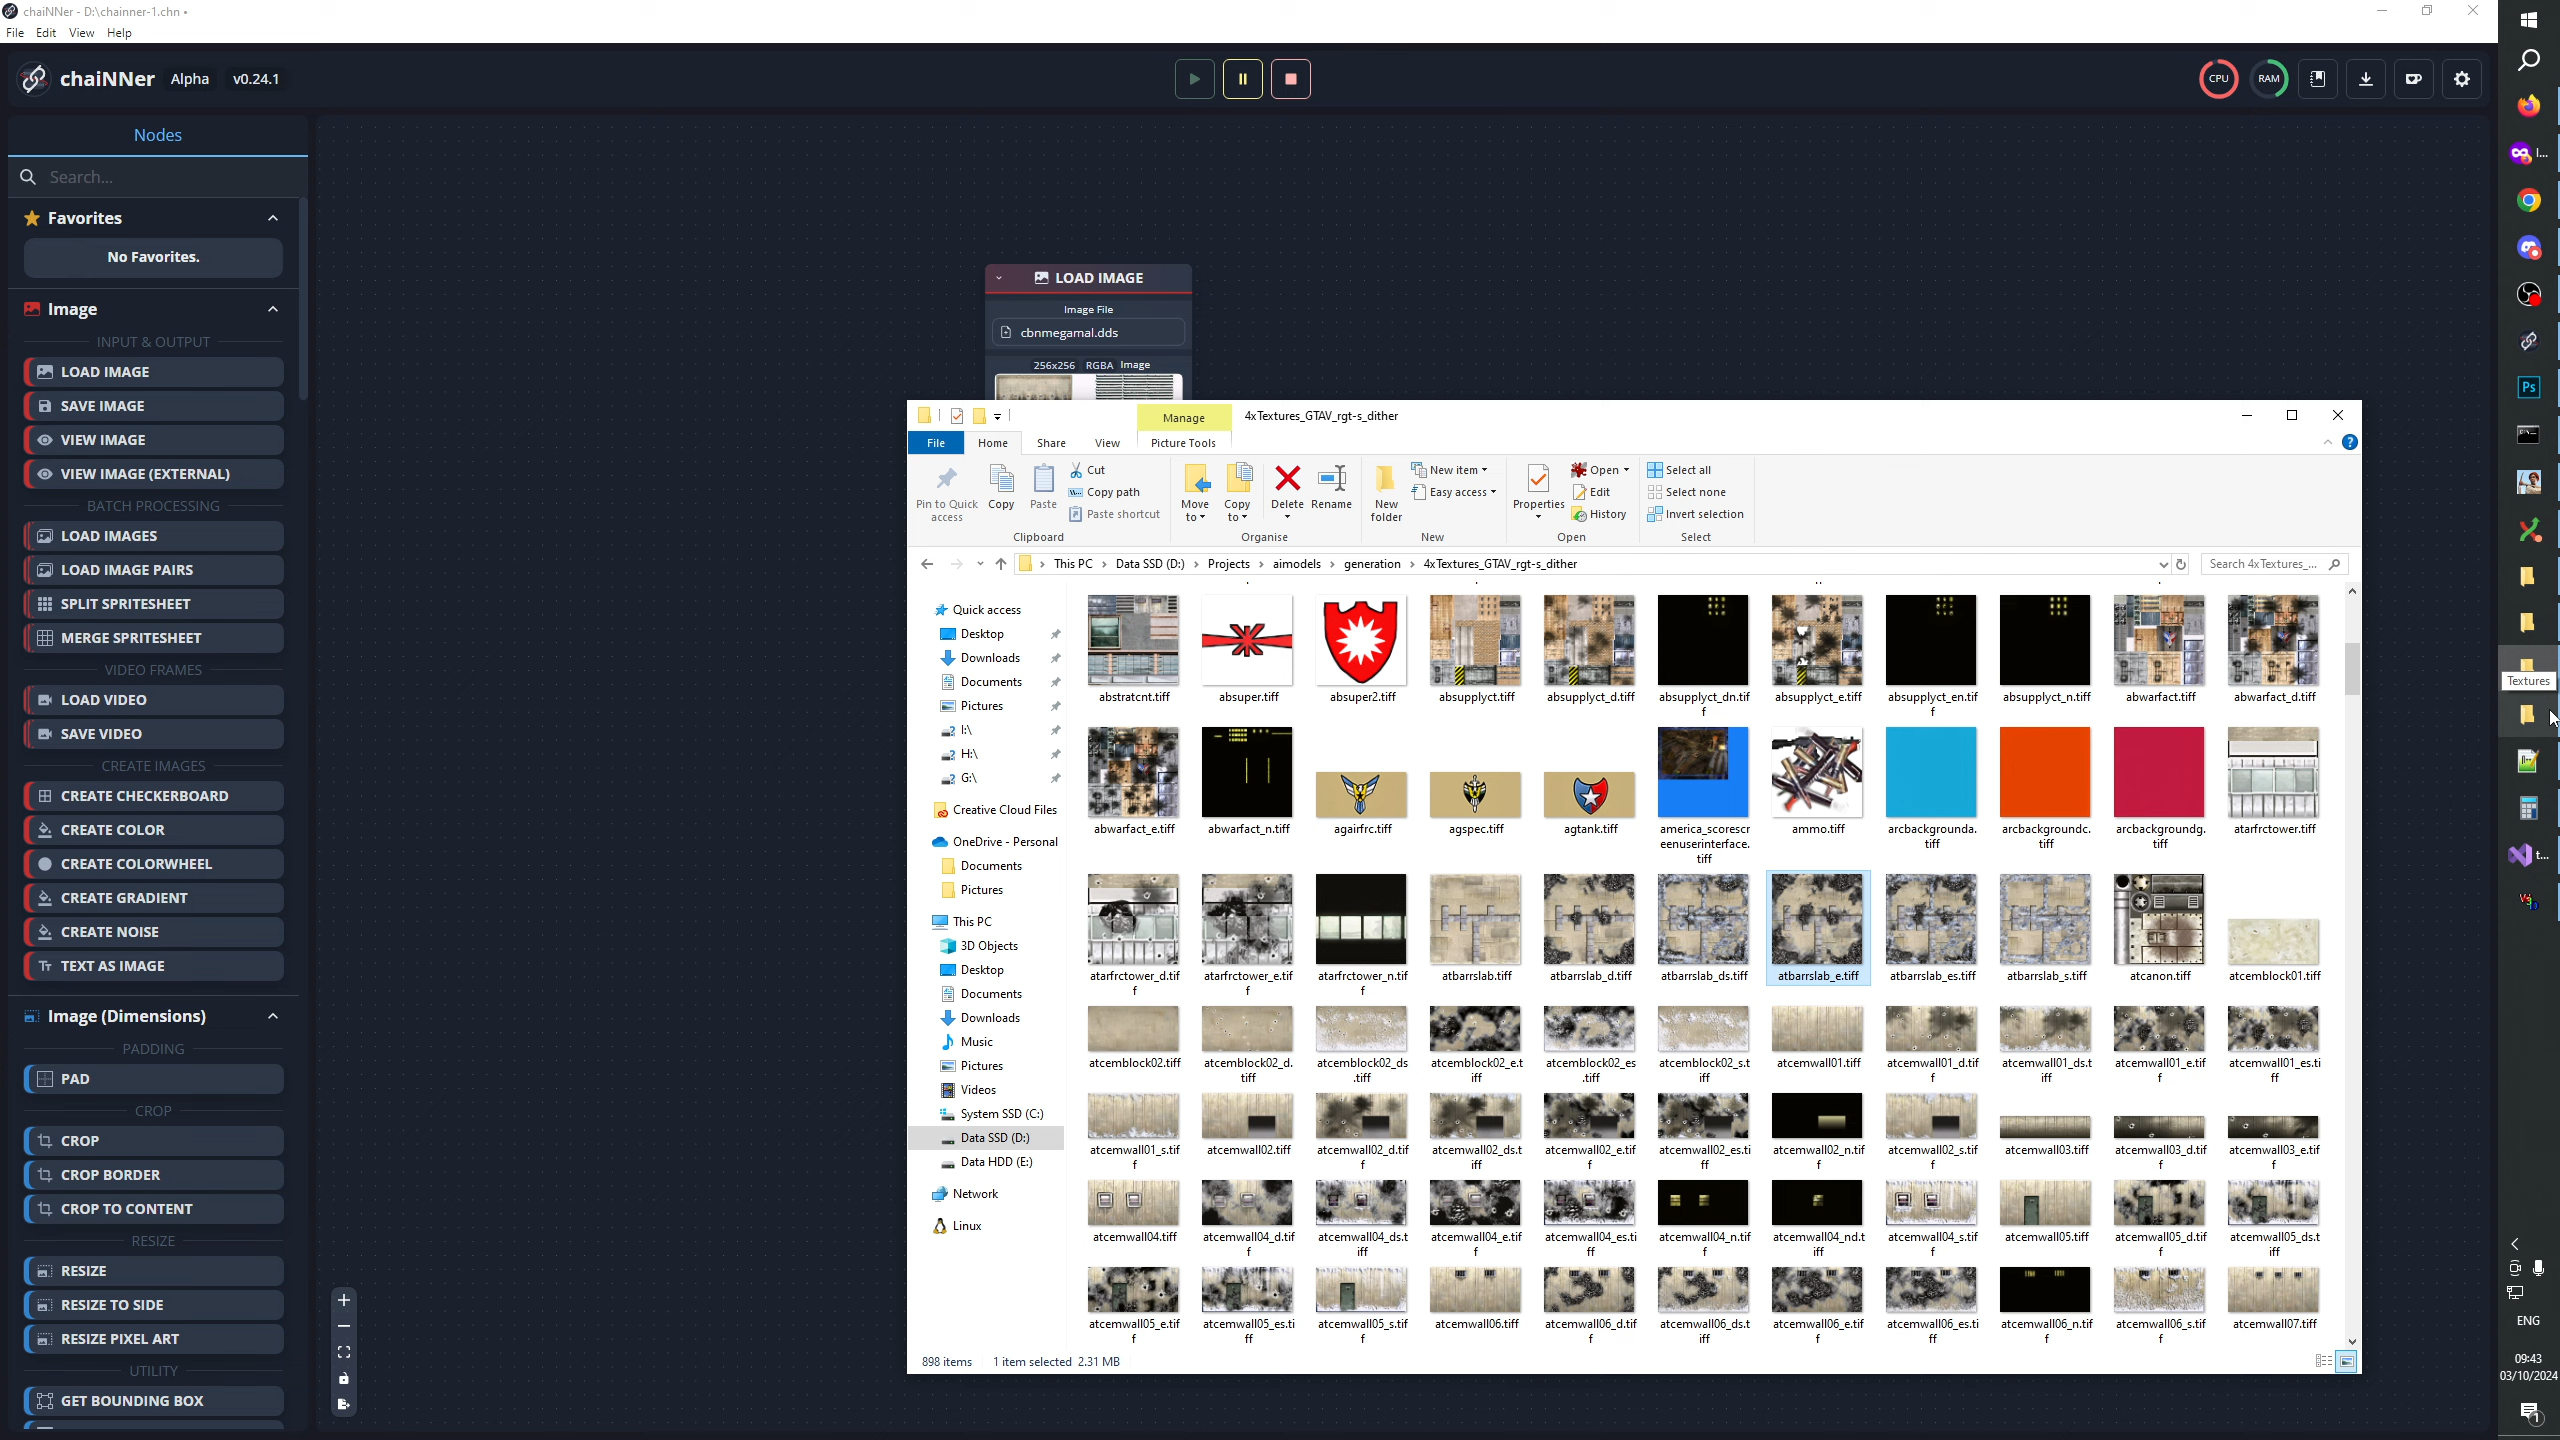 chaiNNer - D:\chainner-1.chn •
File Edit View Help
chaiNNer Alpha v0.24.1
CPU RAM
Nodes
Search...
Favorites
No Favorites.
Image
INPUT & OUTPUT
LOAD IMAGE
SAVE IMAGE
VIEW IMAGE
VIEW IMAGE (EXTERNAL)
BATCH PROCESSING
LOAD IMAGES
LOAD IMAGE PAIRS
SPLIT SPRITESHEET
MERGE SPRITESHEET
VIDEO FRAMES
LOAD VIDEO
SAVE VIDEO
CREATE IMAGES
CREATE CHECKERBOARD
CREATE COLOR
CREATE COLORWHEEL
CREATE GRADIENT
CREATE NOISE
TEXT AS IMAGE
Image (Dimensions)
PADDING
PAD
CROP
CROP
CROP BORDER
CROP TO CONTENT
RESIZE
RESIZE
RESIZE TO SIDE
RESIZE PIXEL ART
UTILITY
GET BOUNDING BOX
LOAD IMAGE
Image File
cbnmegamal.dds
256x256 RGBA Image
Manage 4xTextures_GTAV_rgt-s_dither
File Home Share View Picture Tools
Pin to Quick access
Copy
Paste
Cut
Copy path
Paste shortcut
Clipboard
Move to
Copy to
Delete
Rename
Organise
New folder
New item
Easy access
New
Properties
Open
Edit
History
Open
Select all
Select none
Invert selection
Select
This PC > Data SSD (D:) > Projects > aimodels > generation > 4xTextures_GTAV_rgt-s_dither
Search 4xTextures_...
Quick access
Desktop
Downloads
Documents
Pictures
I:\
H:\
G:\
Creative Cloud Files
OneDrive - Personal
Documents
Pictures
This PC
3D Objects
Desktop
Documents
Downloads
Music
Pictures
Videos
System SSD (C:)
Data SSD (D:)
Data HDD (E:)
Network
Linux
abstratcnt.tiff absuper.tiff absuper2.tiff absupplyct.tiff absupplyct_d.tiff absupplyct_dn.tiff absupplyct_e.tiff absupplyct_en.tiff absupplyct_n.tiff abwarfact.tiff abwarfact_d.tiff
abwarfact_e.tiff abwarfact_n.tiff agairfrc.tiff agspec.tiff agtank.tiff america_scorescreenuserinterface.tiff ammo.tiff arcbackgrounda.tiff arcbackgroundc.tiff arcbackgroundg.tiff atarfrctower.tiff
atarfrctower_d.tiff atarfrctower_e.tiff atarfrctower_n.tiff atbarrslab.tiff atbarrslab_d.tiff atbarrslab_ds.tiff atbarrslab_e.tiff atbarrslab_es.tiff atbarrslab_s.tiff atcanon.tiff atcemblock01.tiff
atcemblock02.tiff atcemblock02_d.tiff atcemblock02_ds.tiff atcemblock02_e.tiff atcemblock02_es.tiff atcemblock02_s.tiff atcemwall01.tiff atcemwall01_d.tiff atcemwall01_ds.tiff atcemwall01_e.tiff atcemwall01_es.tiff
atcemwall01_s.tiff atcemwall02.tiff atcemwall02_d.tiff atcemwall02_ds.tiff atcemwall02_e.tiff atcemwall02_es.tiff atcemwall02_n.tiff atcemwall02_s.tiff atcemwall03.tiff atcemwall03_d.tiff atcemwall03_e.tiff
atcemwall04.tiff atcemwall04_d.tiff atcemwall04_ds.tiff atcemwall04_e.tiff atcemwall04_es.tiff atcemwall04_n.tiff atcemwall04_nd.tiff atcemwall04_s.tiff atcemwall05.tiff atcemwall05_d.tiff atcemwall05_ds.tiff
atcemwall05_e.tiff atcemwall05_es.tiff atcemwall05_s.tiff atcemwall06.tiff atcemwall06_d.tiff atcemwall06_ds.tiff atcemwall06_e.tiff atcemwall06_es.tiff atcemwall06_n.tiff atcemwall06_s.tiff atcemwall07.tiff
898 items 1 item selected 2.31 MB
I...
Ps
Textures
t...
ENG
09:43
03/10/2024
1